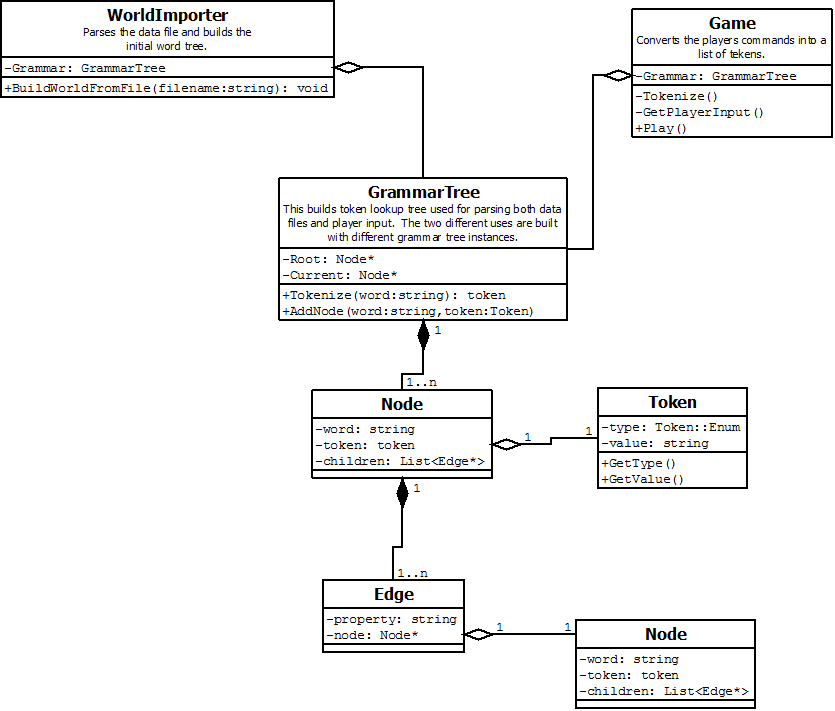 WorldImporter
Parses the data file and builds the
initial word tree.
-Grammar: GrammarTree
+BuildWorldFromFile(filename:string): void
Game
Converts the players commands into a
list of tekens.
-Grammar: GrammarTree
-Tokenize()
-GetPlayerInput()
+Play()
GrammarTree
This builds token lookup tree used for parsing both data
files and player input. The two different uses are built
with different grammar tree instances.
-Root: Node*
-Current: Node*
+Tokenize(word:string): token
+AddNode(word:string,token:Token)
1
1..n
Node
-word: string
-token: token
-children: List<Edge*>
1
1
Token
-type: Token::Enum
-value: string
+GetType()
+GetValue()
1
1..n
Edge
-property: string
-node: Node*
1
1
Node
-word: string
-token: token
-children: List<Edge*>